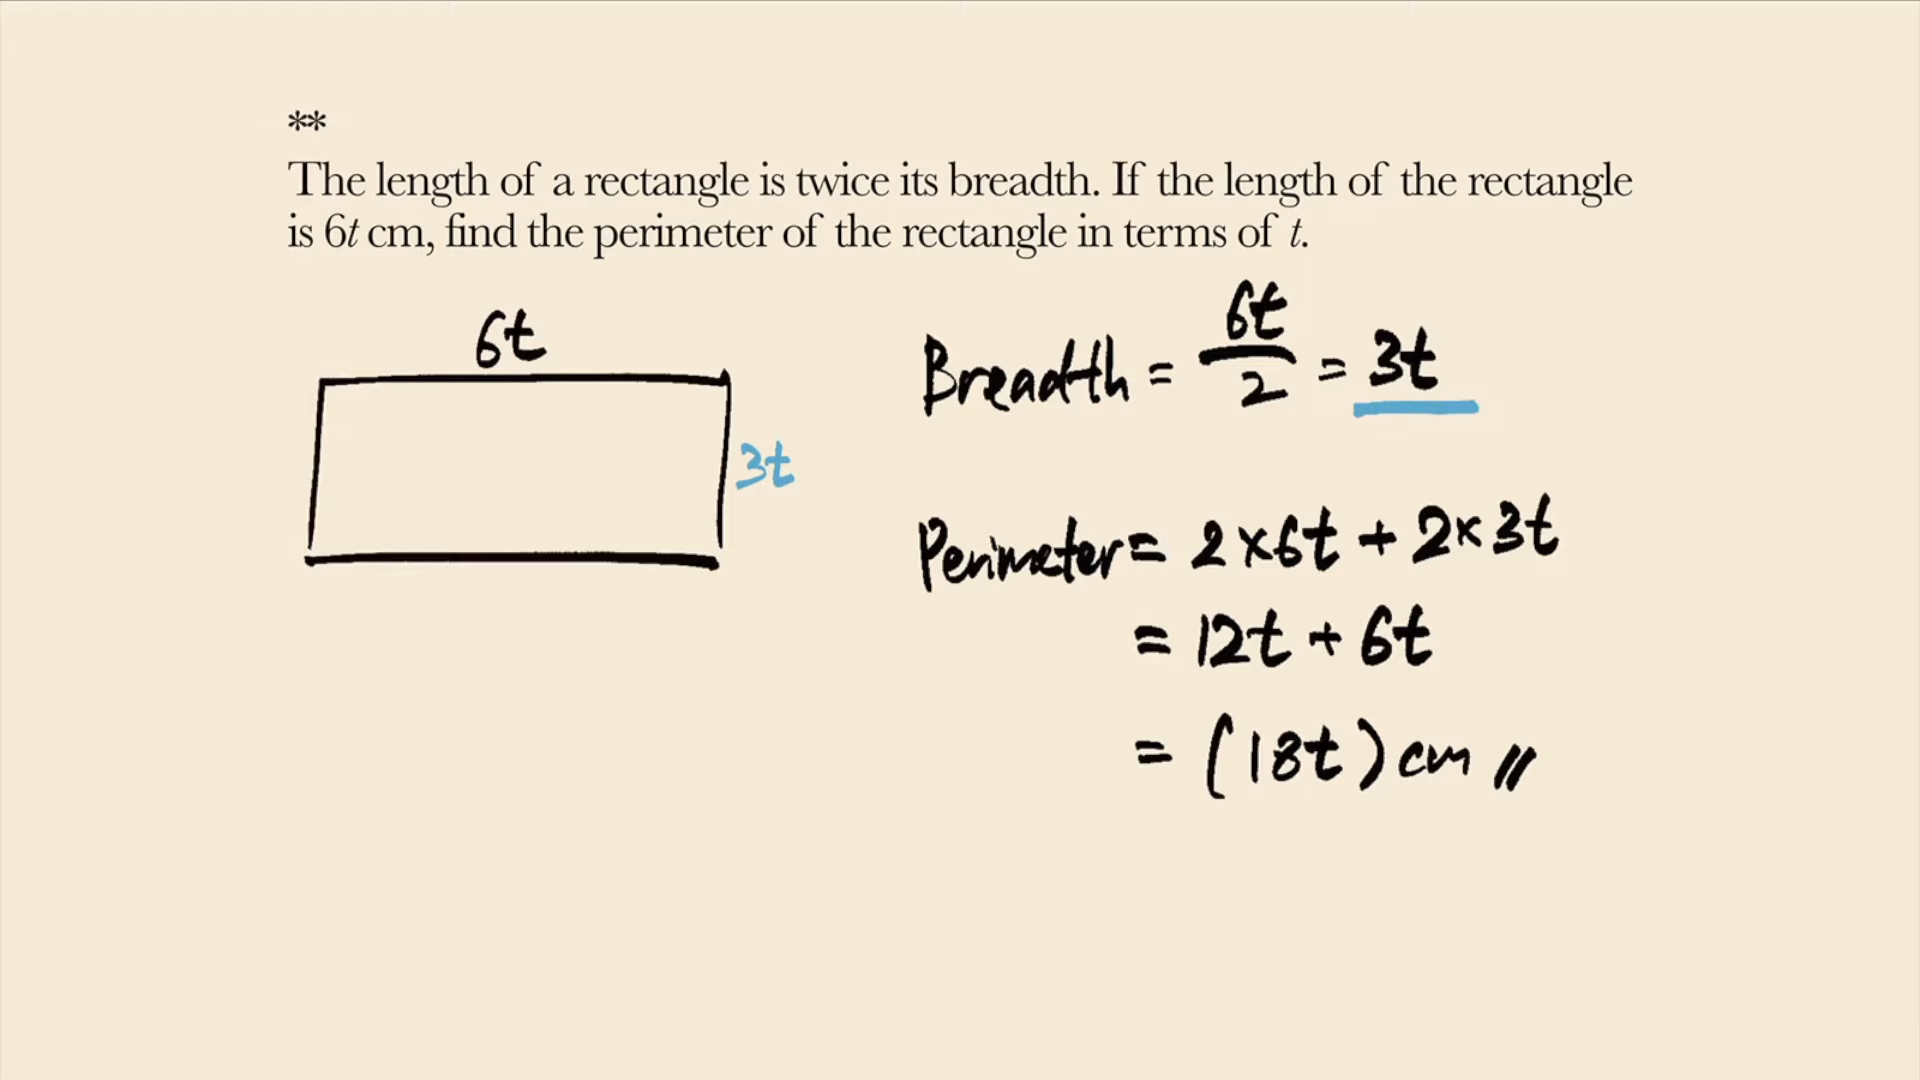 **
The length of a rectangle is twice its breadth. If the length of the rectangle
is 6t cm, find the perimeter of the rectangle in terms of t.
6t
3t
Breadth = 6t/2 = 3t
Perimeter = 2×6t + 2×3t
= 12t + 6t
= (18t) cm //